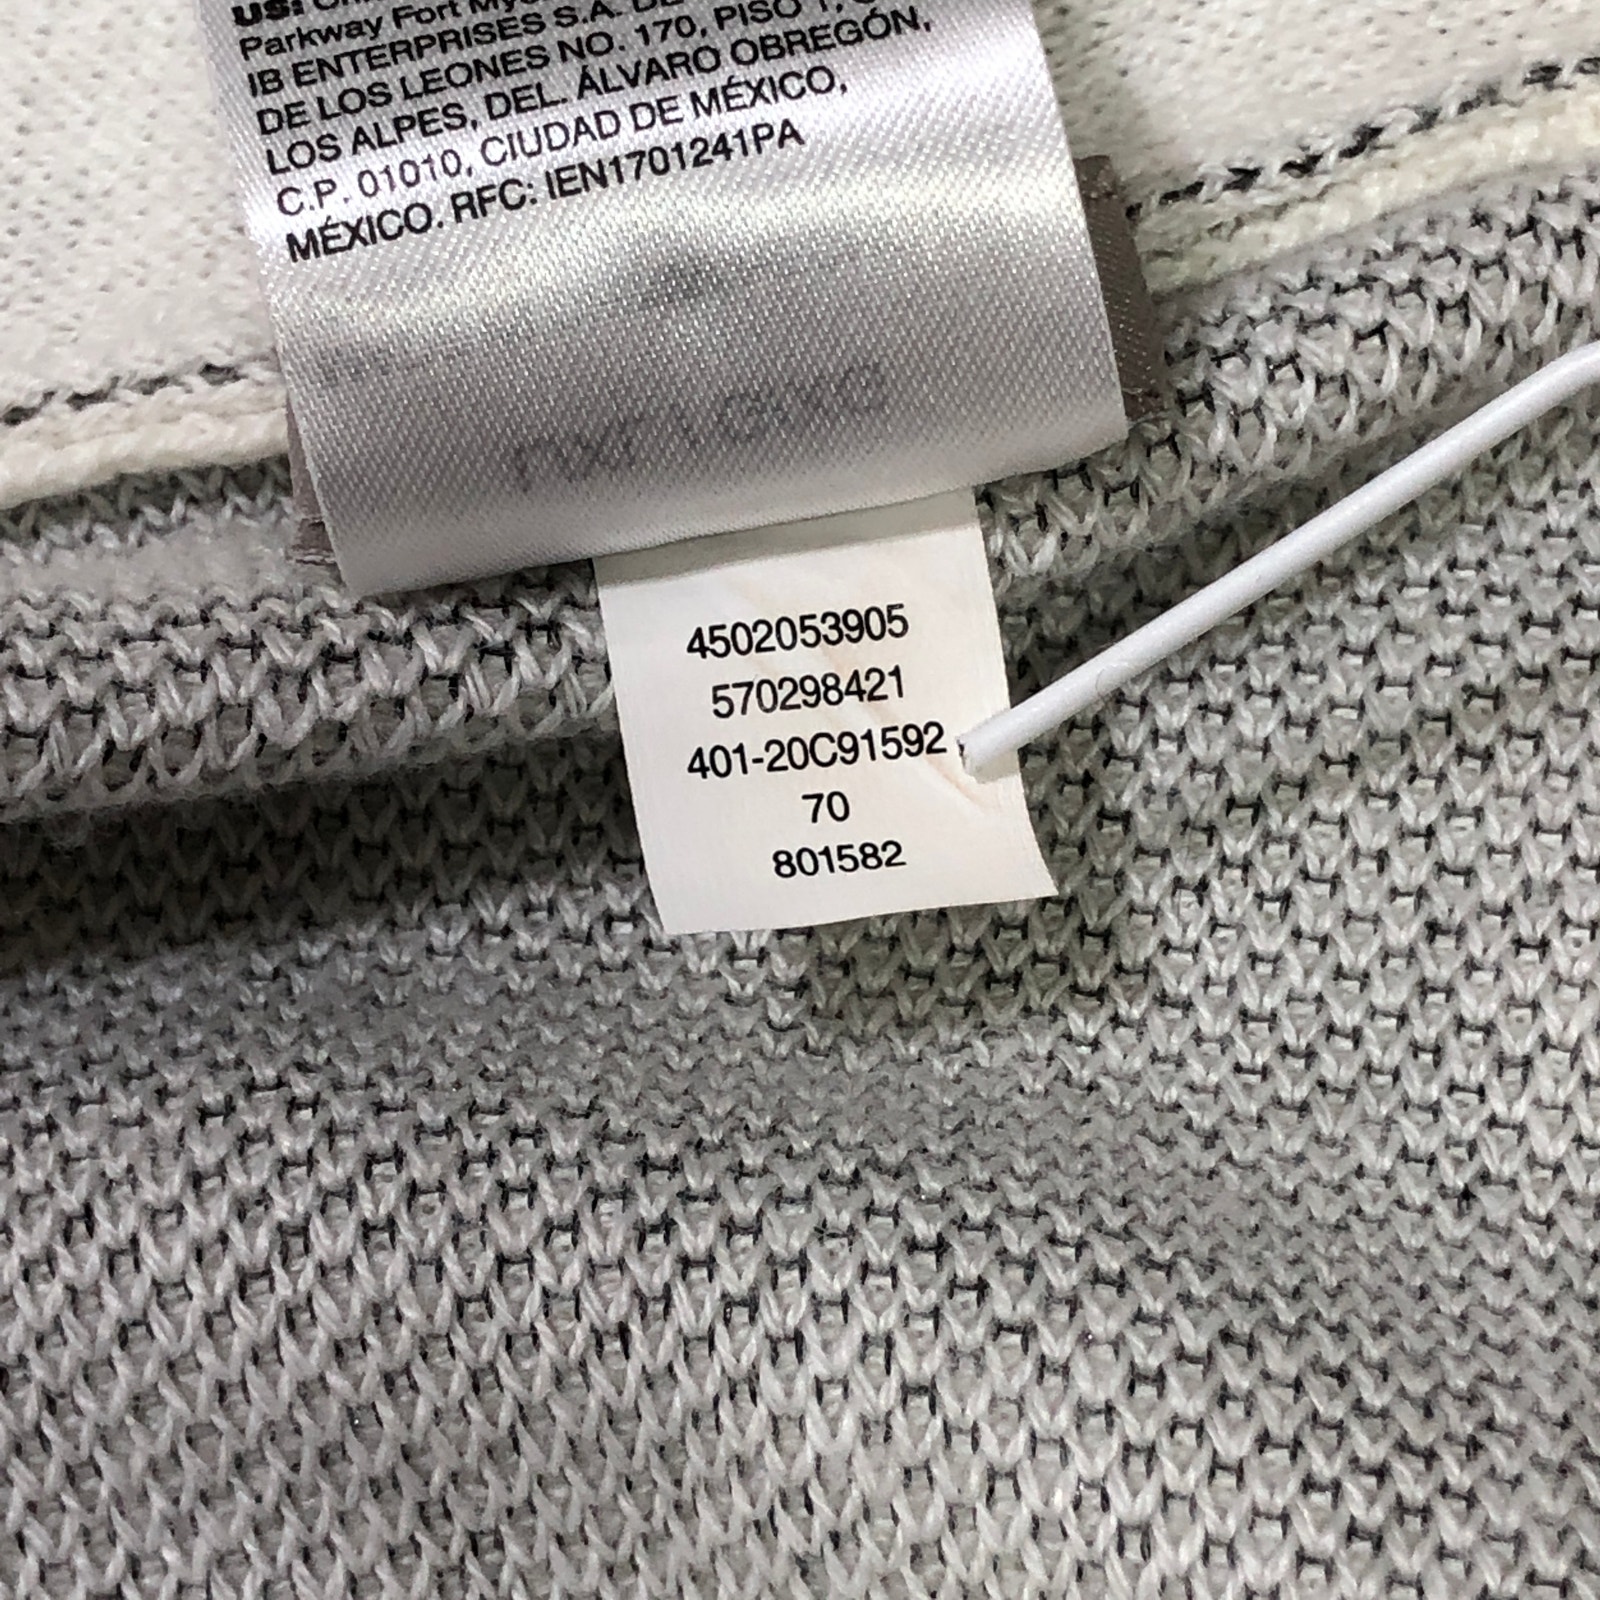 US:
Parkway Fort
IB ENTERPRISES S.A. DE
DE LOS LEONES NO. 170, PISO 1,
LOS ALPES, DEL. ÁLVARO OBREGÓN,
C.P. 01010, CIUDAD DE MÉXICO,
MÉXICO. RFC: IEN1701241PA
4502053905
570298421
401-20C91592
70
801582